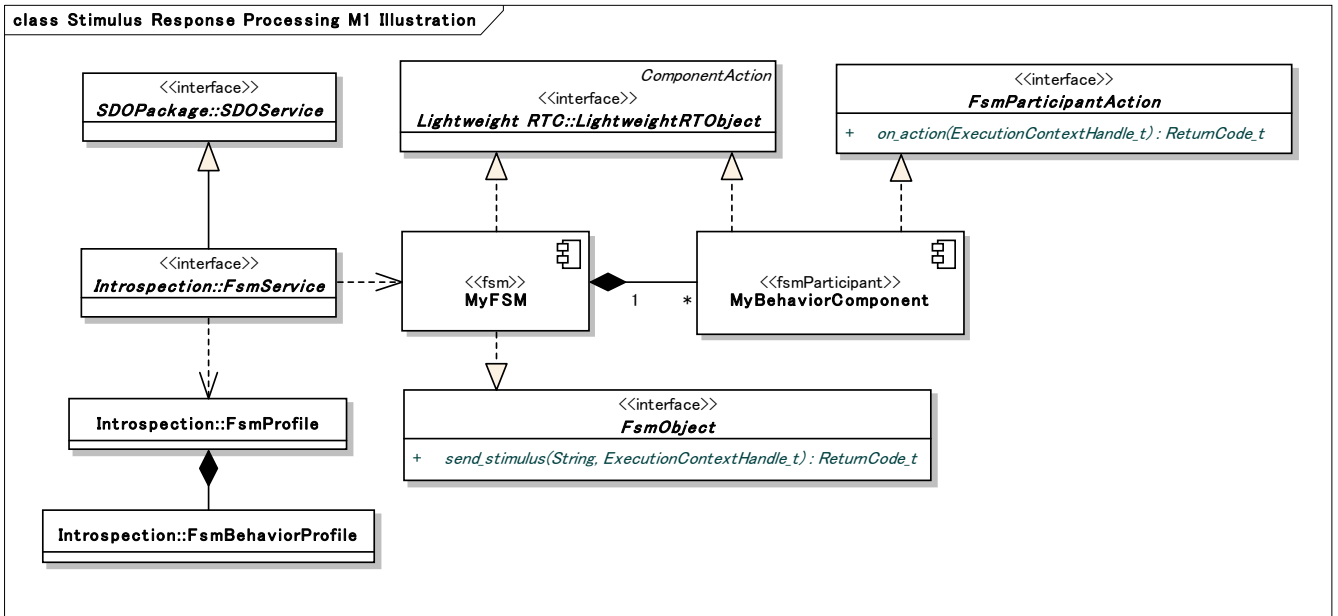 class Stimulus Response Processing M1 Illustration
<<interface>>
SDOPackage::SDOService
ComponentAction
<<interface>>
Lightweight RTC::LightweightRTObject
<<interface>>
FsmParticipantAction
+ on_action(ExecutionContextHandle_t) : ReturnCode_t
<<interface>>
Introspection::FsmService
<<fsm>>
MyFSM
1
*
<<fsmParticipant>>
MyBehaviorComponent
Introspection::FsmProfile
<<interface>>
FsmObject
+ send_stimulus(String, ExecutionContextHandle_t) : ReturnCode_t
Introspection::FsmBehaviorProfile